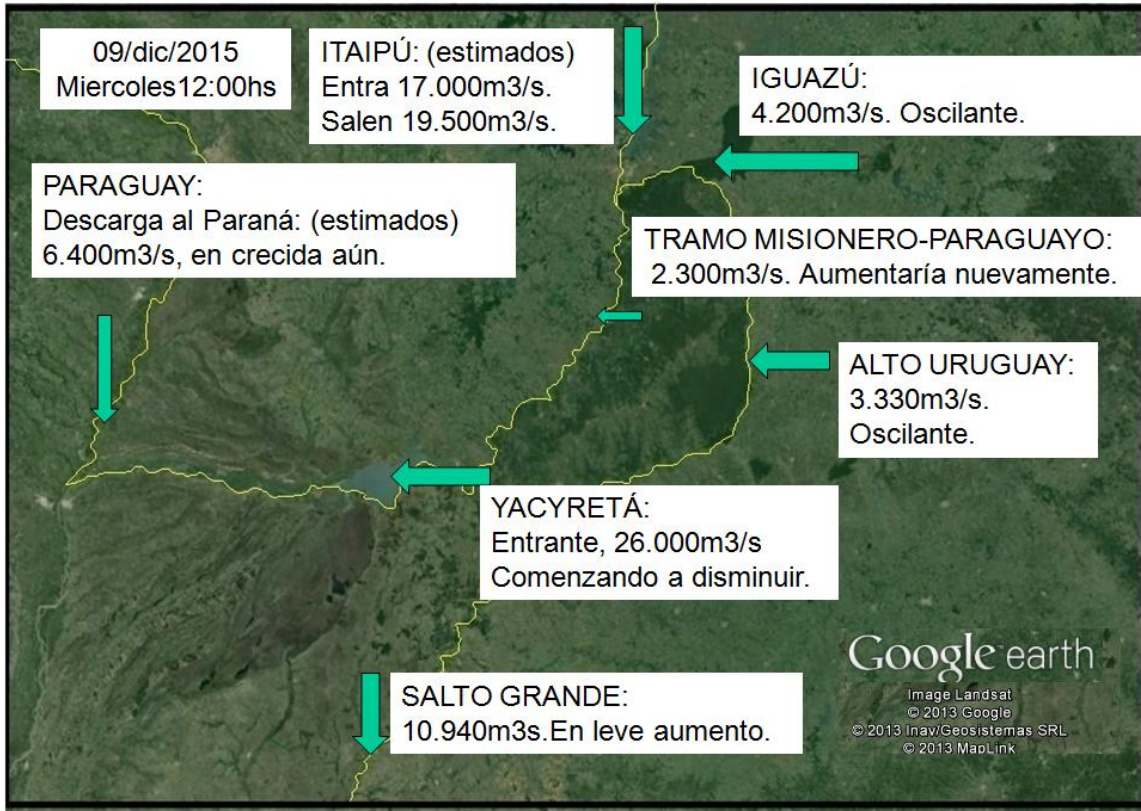 09/dic/2015
Miercoles12:00hs
ITAIPÚ: (estimados)
Entra 17.000m3/s.
Salen 19.500m3/s.
IGUAZÚ:
4.200m3/s. Oscilante.
PARAGUAY:
Descarga al Paraná: (estimados)
6.400m3/s, en crecida aún.
TRAMO MISIONERO-PARAGUAYO:
2.300m3/s. Aumentaría nuevamente.
ALTO URUGUAY:
3.330m3/s.
Oscilante.
YACYRETÁ:
Entrante, 26.000m3/s
Comenzando a disminuir.
SALTO GRANDE:
10.940m3s.En leve aumento.
Google earth
Image Landsat
© 2013 Google
© 2013 Inav/Geosistemas SRL
© 2013 MapLink